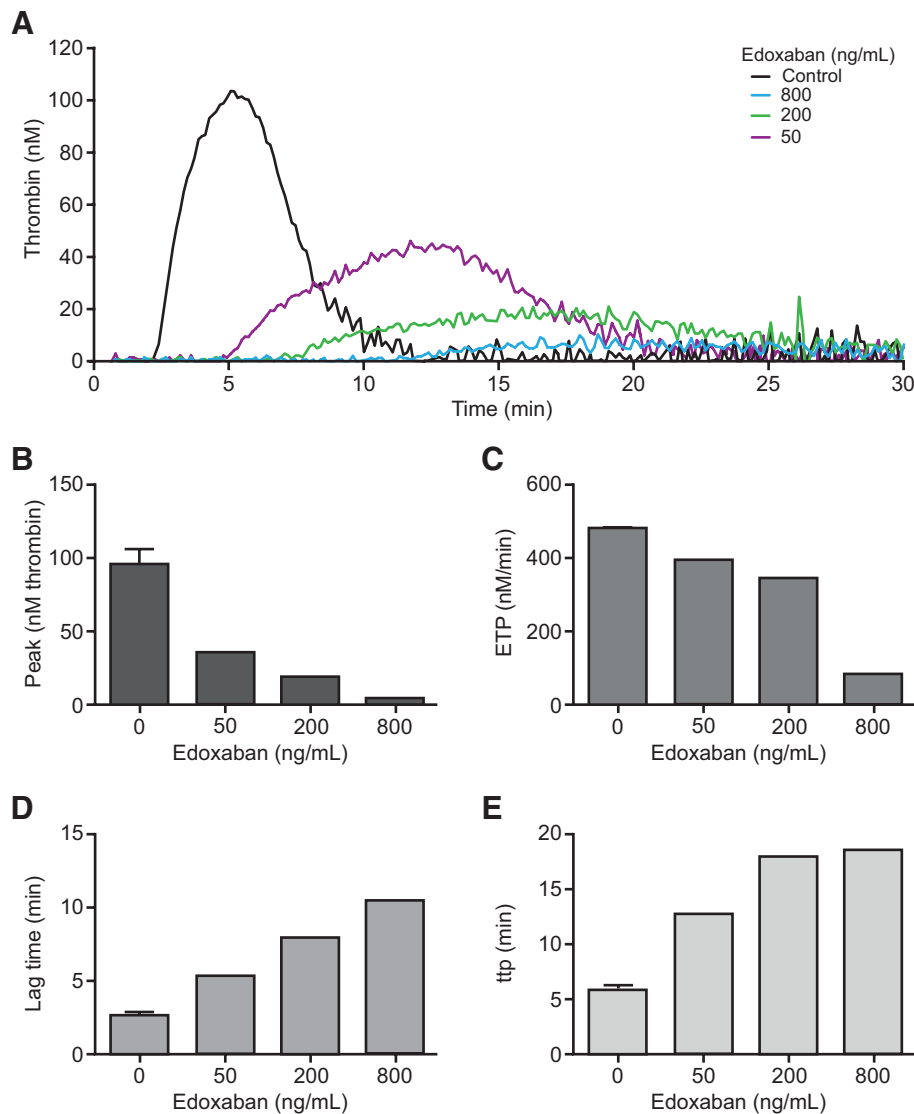 A
Thrombin (nM)
120
100
80
60
40
20
0
0 5 10 15 20 25 30
Time (min)
Edoxaban (ng/mL)
Control
800
200
50
B
Peak (nM thrombin)
150
100
50
0
0 50 200 800
Edoxaban (ng/mL)
C
ETP (nM/min)
600
400
200
0
0 50 200 800
Edoxaban (ng/mL)
D
Lag time (min)
15
10
5
0
0 50 200 800
Edoxaban (ng/mL)
E
ttp (min)
20
15
10
5
0
0 50 200 800
Edoxaban (ng/mL)